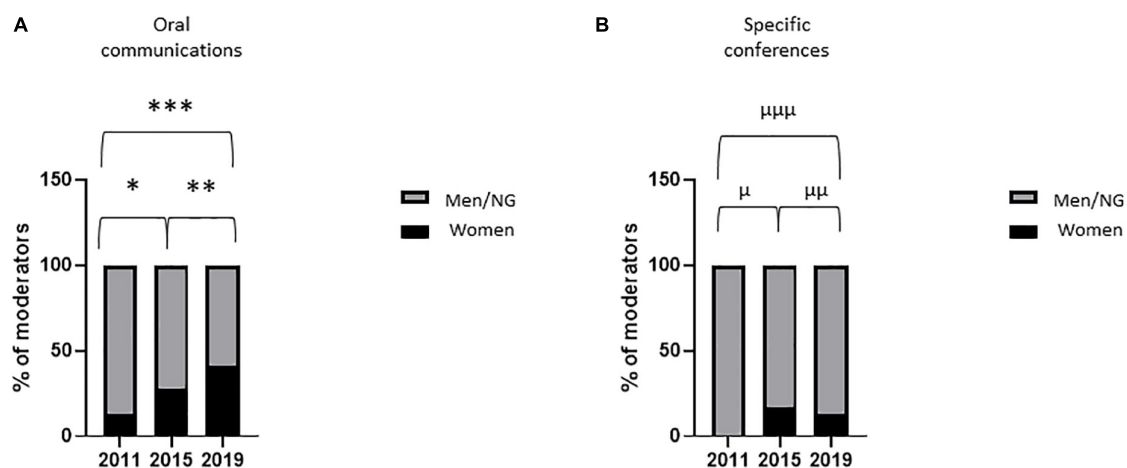 A
Oral
communications
***
* **
150
100
50
0
% of moderators
2011 2015 2019
Men/NG
Women
B
Specific
conferences
μμμ
μ μμ
150
100
50
0
% of moderators
2011 2015 2019
Men/NG
Women